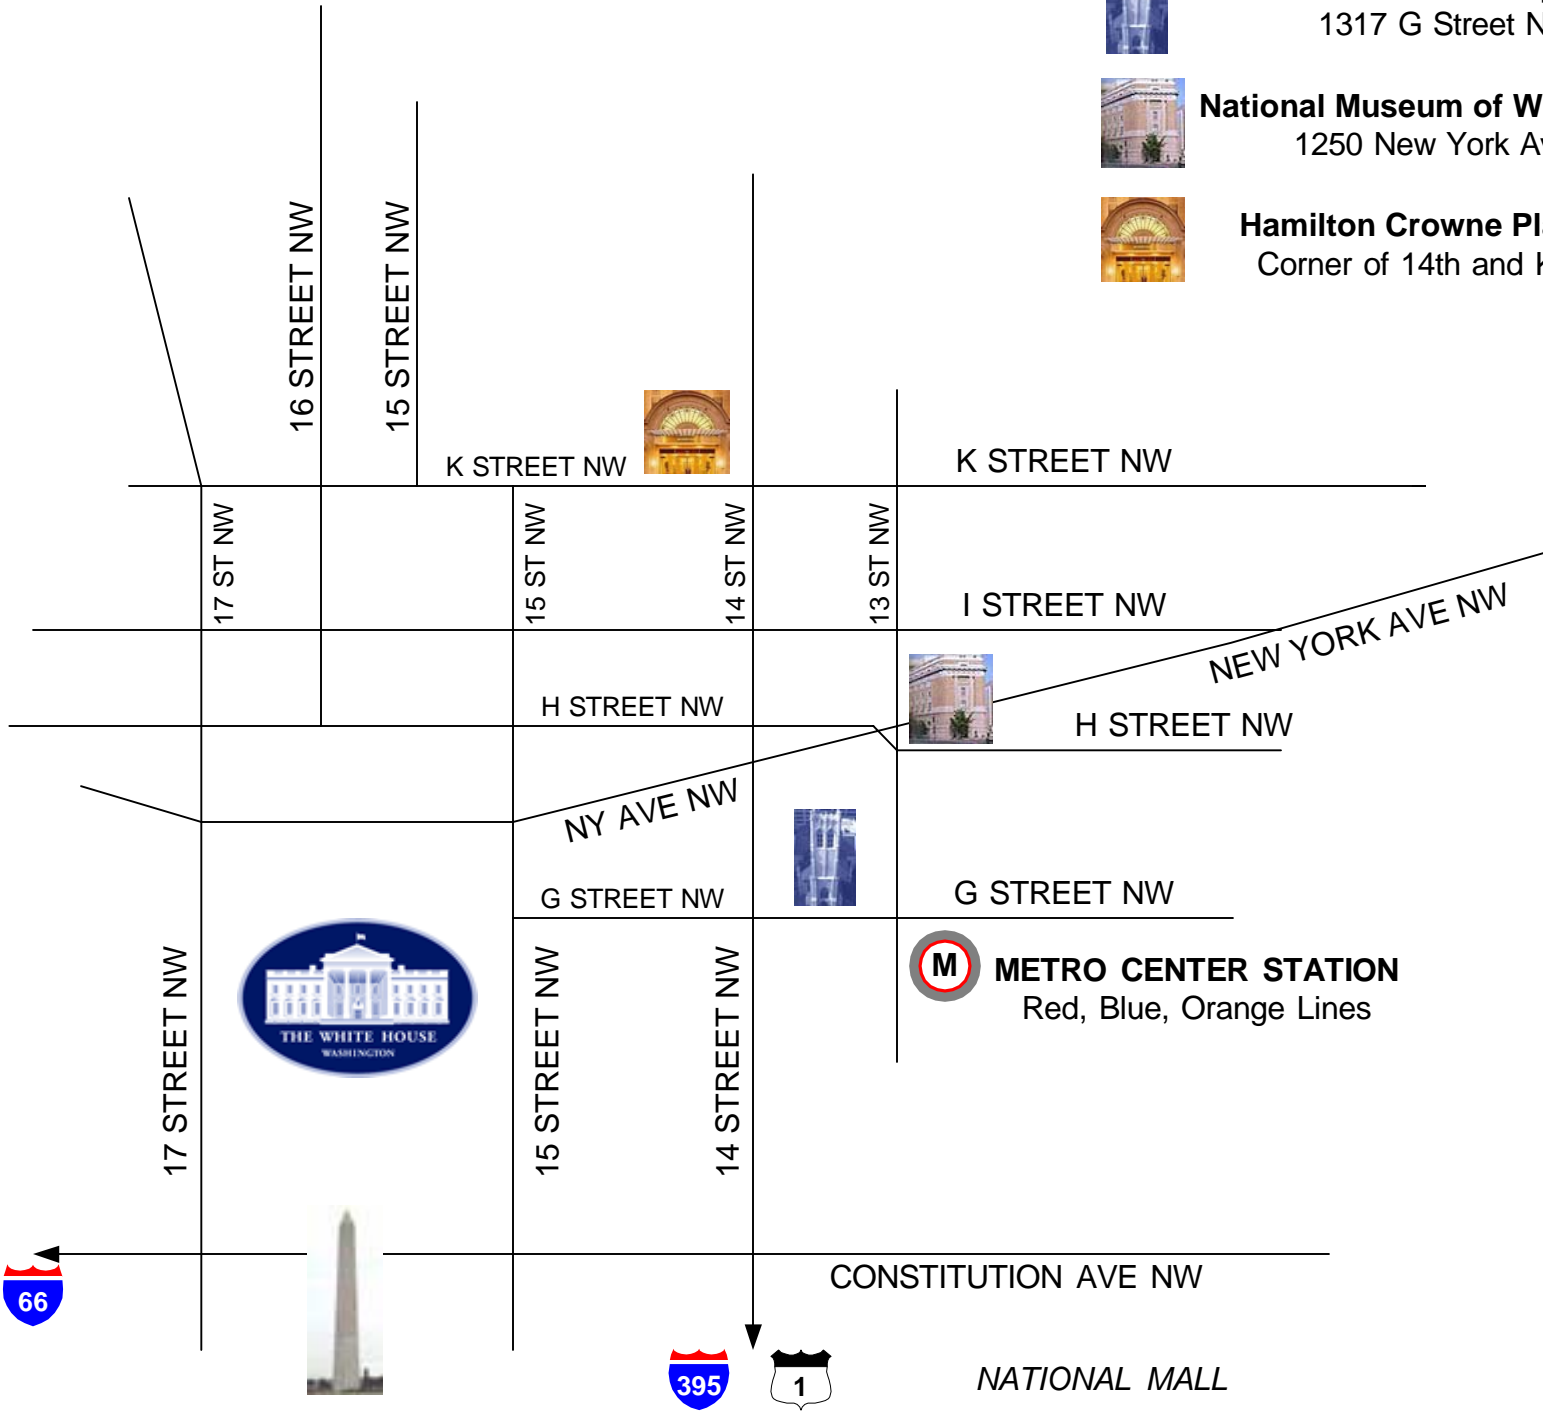 1317 G Street N
National Museum of W
1250 New York Av
Hamilton Crowne Pl
Corner of 14th and K
16 STREET NW
15 STREET NW
K STREET NW
K STREET NW
17 ST NW
15 ST NW
14 ST NW
13 ST NW
I STREET NW
NEW YORK AVE NW
H STREET NW
H STREET NW
NY AVE NW
G STREET NW
G STREET NW
M
METRO CENTER STATION
Red, Blue, Orange Lines
THE WHITE HOUSE
WASHINGTON
17 STREET NW
15 STREET NW
14 STREET NW
CONSTITUTION AVE NW
66
395
1
NATIONAL MALL